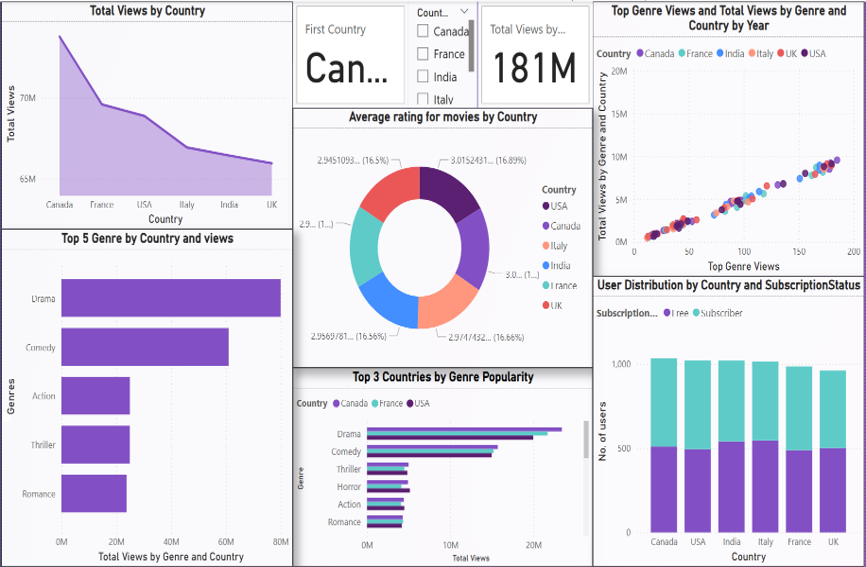 Total Views by Country
Total Views
70M
65M
Canada France USA Italy India UK
Country
First Country
Can...
Count...
Canada
France
India
Italy
Total Views by...
181M
Top Genre Views and Total Views by Genre and
Country by Year
Country Canada France India Italy UK USA
Total Views by Genre and Country
20M
15M
10M
5M
0M
0 50 100 150 200
Top Genre Views
Average rating for movies by Country
2.9451093... (16.5%)
3.0152431... (16.89%)
2.9... (1...)
3.0... (1...)
2.9569781... (16.56%)
2.9747432... (16.66%)
Country
USA
Canada
Italy
India
France
UK
Top 5 Genre by Country and views
Genres
Drama
Comedy
Action
Thriller
Romance
0M 20M 40M 60M 80M
Total Views by Genre and Country
Top 3 Countries by Genre Popularity
Country Canada France USA
Genre
Drama
Comedy
Thriller
Horror
Action
Romance
0M 10M 20M
Total Views
User Distribution by Country and SubscriptionStatus
Subscription... Free Subscriber
No. of users
1,000
500
0
Canada USA India Italy France UK
Country